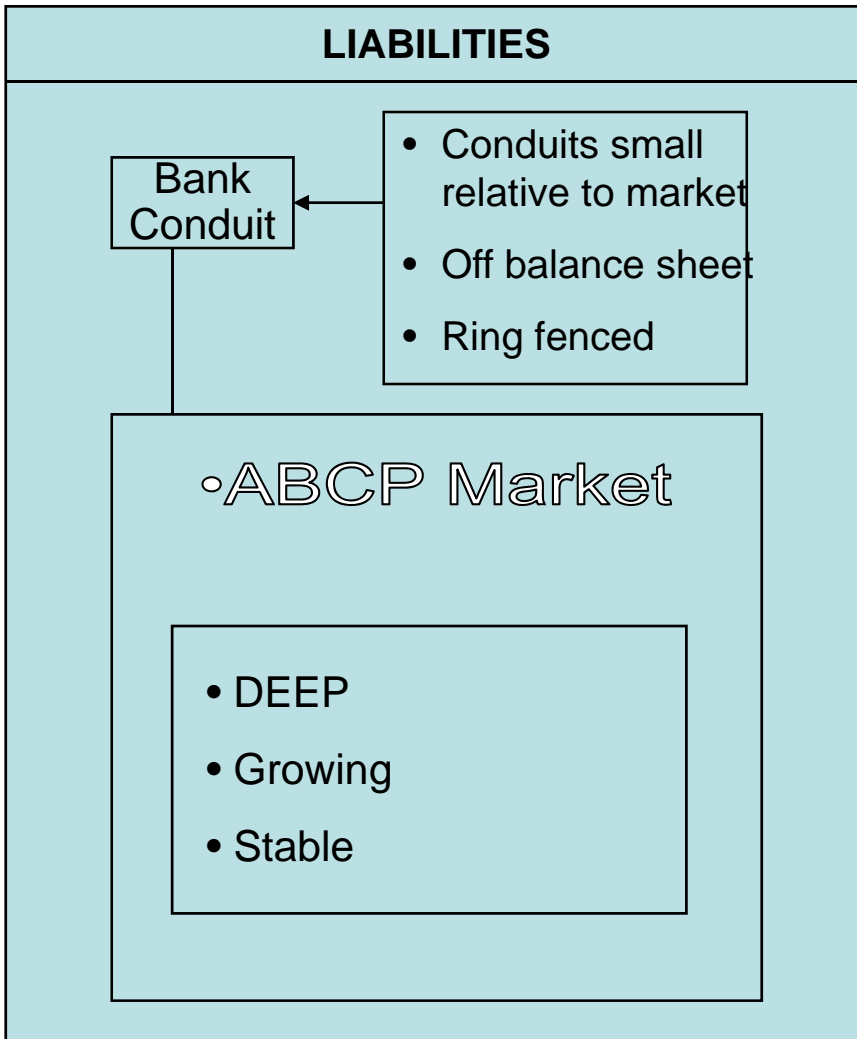 LIABILITIES
Bank
Conduit
• Conduits small
relative to market
• Off balance sheet
• Ring fenced
•ABCP Market
• DEEP
• Growing
• Stable